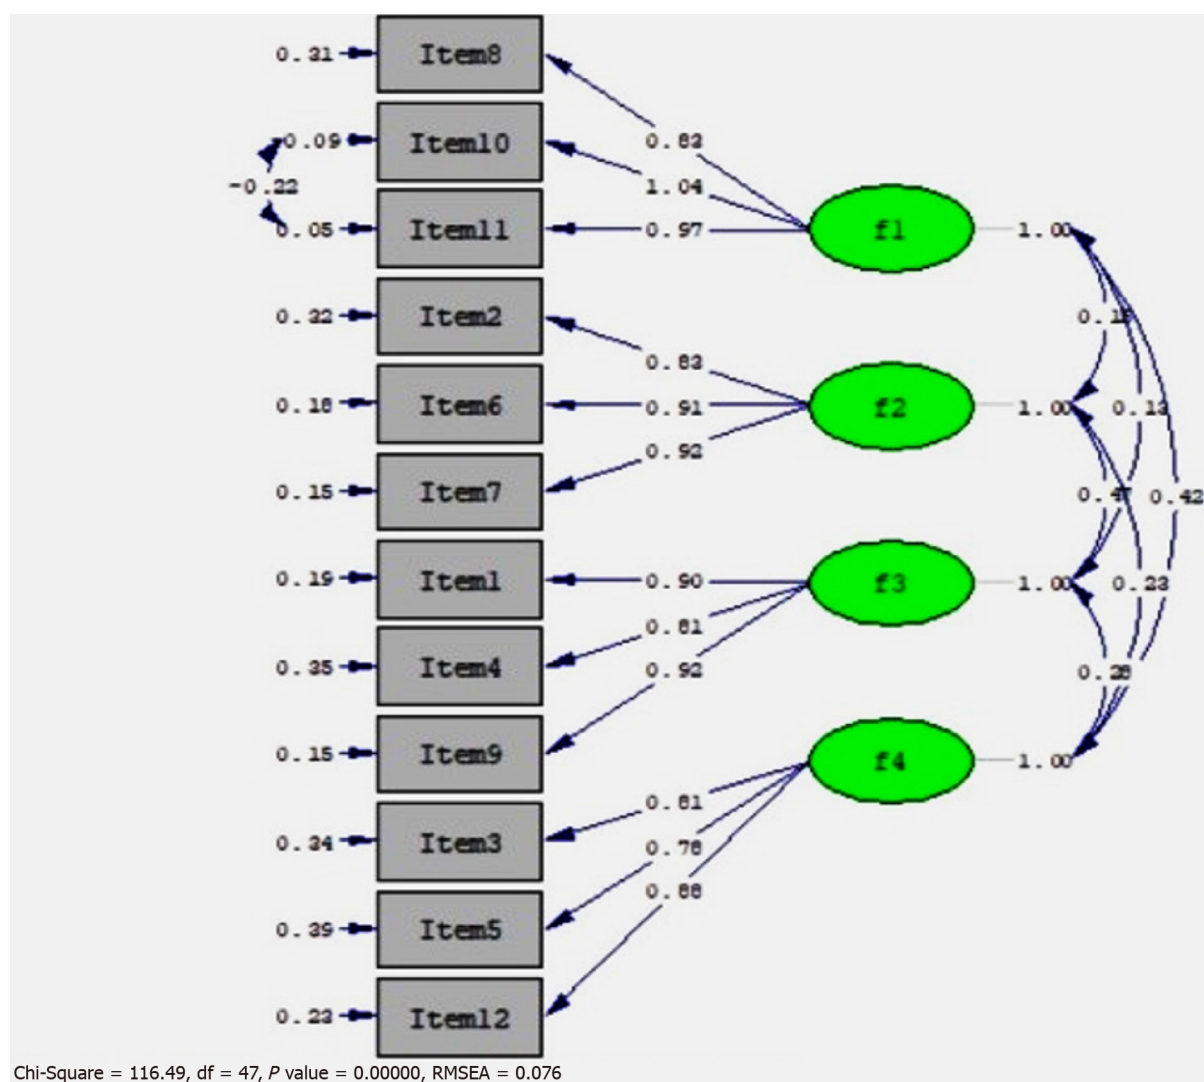 0.31 Item8
0.09 Item10 0.83
-0.22 1.04
0.05 Item11 0.97 f1 1.00
0.32 Item2
0.83
0.18 Item6 0.91 f2 1.00 0.13
0.92
0.15 Item7 0.47 0.42
0.19 Item1 0.90 f3 1.00 0.23
0.81
0.35 Item4 0.92
0.15 Item9 f4 1.00
0.81
0.34 Item3 0.78
0.88
0.39 Item5
0.23 Item12
Chi-Square = 116.49, df = 47, P value = 0.00000, RMSEA = 0.076